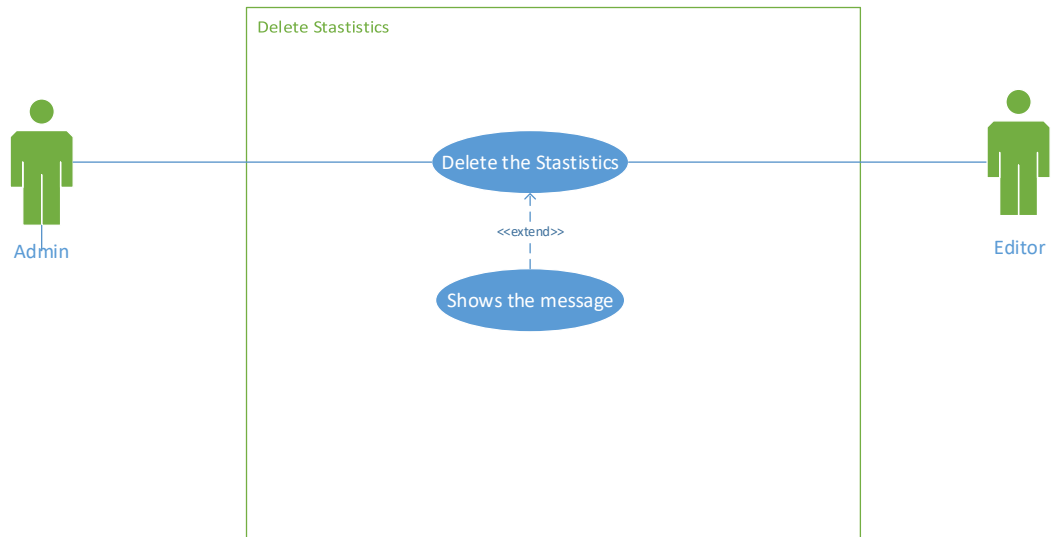 Delete Stastistics
Delete the Stastistics
<<extend>>
Shows the message
Admin
Editor